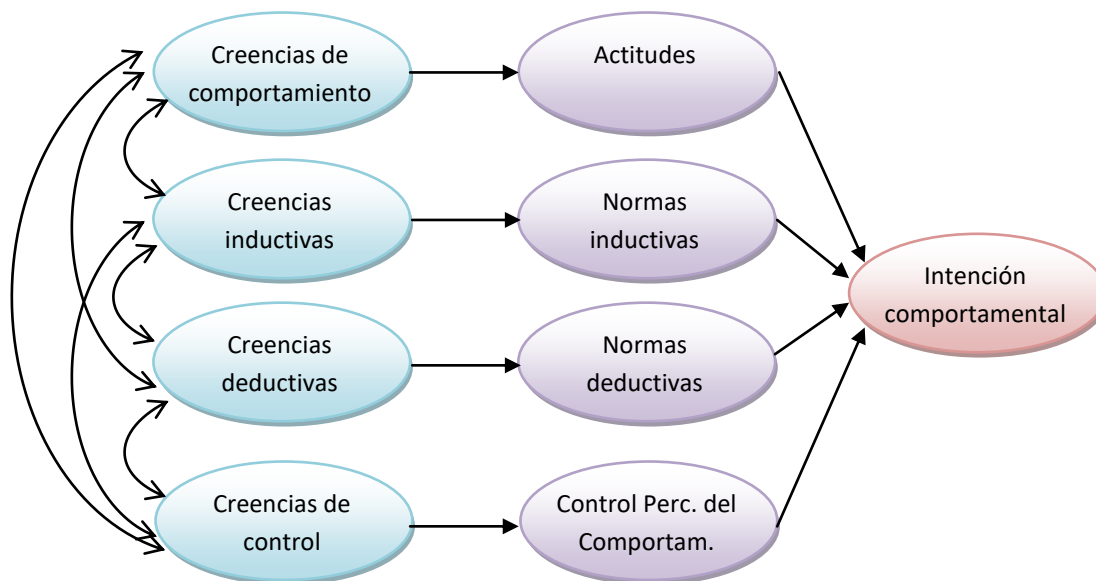 Creencias de
comportamiento
Actitudes
Creencias
inductivas
Normas
inductivas
Intención
comportamental
Creencias
deductivas
Normas
deductivas
Creencias de
control
Control Perc. del
Comportam.